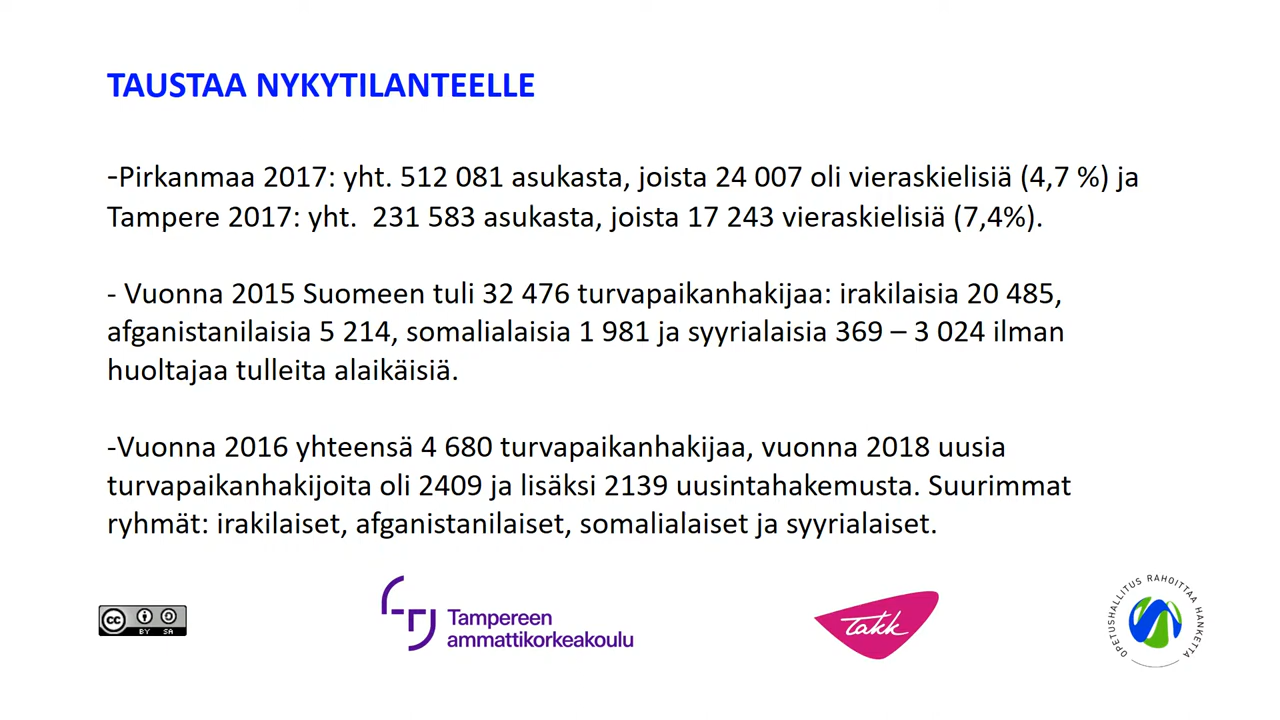 TAUSTAA NYKYTILANTEELLE
-Pirkanmaa 2017: yht. 512 081 asukasta, joista 24 007 oli vieraskielisiä (4,7 %) ja
Tampere 2017: yht.  231 583 asukasta, joista 17 243 vieraskielisiä (7,4%).
- Vuonna 2015 Suomeen tuli 32 476 turvapaikanhakijaa: irakilaisia 20 485,
afganistanilaisia 5 214, somalialaisia 1 981 ja syyrialaisia 369 – 3 024 ilman
huoltajaa tulleita alaikäisiä.
-Vuonna 2016 yhteensä 4 680 turvapaikanhakijaa, vuonna 2018 uusia
turvapaikanhakijoita oli 2409 ja lisäksi 2139 uusintahakemusta. Suurimmat
ryhmät: irakilaiset, afganistanilaiset, somalialaiset ja syyrialaiset.
cc BY SA
Tampereen
ammattikorkeakoulu
takk
OPETUSHALLITUS RAHOITTAA HANKETTA